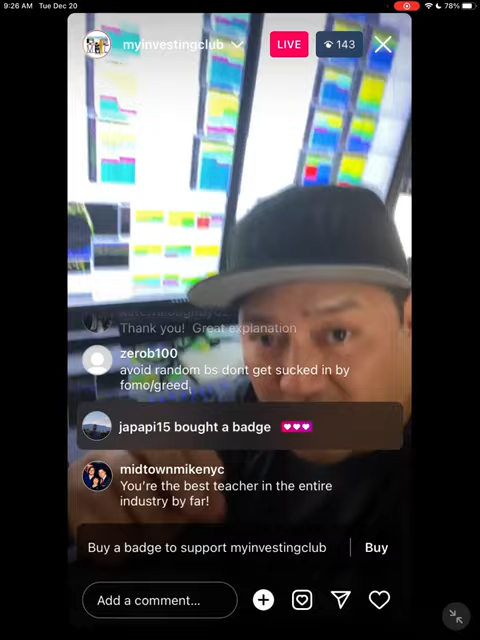 9:26 AM Tue Dec 20
78%
myinvestingclub
LIVE
143
Thank you! Great explanation
zerob100
avoid random bs dont get sucked in by
fomo/greed,
japapi15 bought a badge
midtownmikenyc
You're the best teacher in the entire
industry by far!
Buy a badge to support myinvestingclub
Buy
Add a comment...